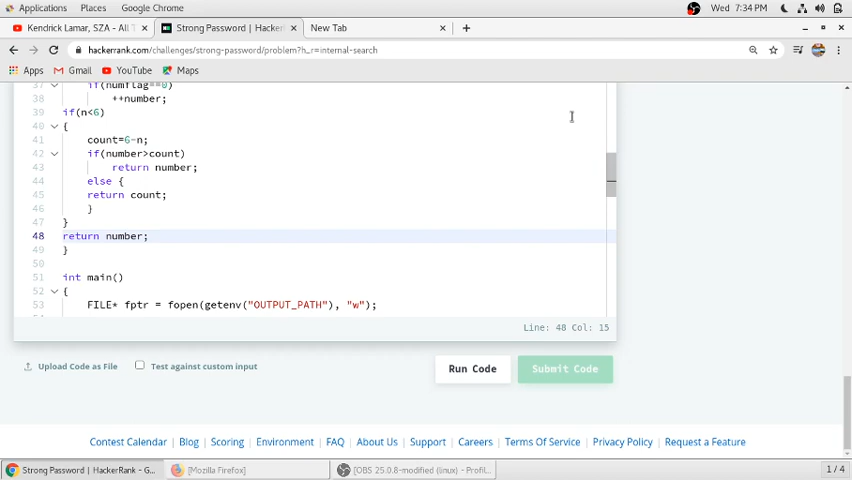 Applications Places Google Chrome Wed 7:34 PM
Kendrick Lamar, SZA - All T Strong Password | HackerR New Tab
hackerrank.com/challenges/strong-password/problem?h_r=internal-search
Apps Gmail YouTube Maps
37 if(numflag==0)
38 ++number;
39 if(n<6)
40 {
41 count=6-n;
42 if(number>count)
43 return number;
44 else {
45 return count;
46 }
47 }
48 return number;
49 }
50
51 int main()
52 {
53 FILE* fptr = fopen(getenv("OUTPUT_PATH"), "w");
Line: 48 Col: 15
Upload Code as File Test against custom input Run Code Submit Code
Contest Calendar | Blog | Scoring | Environment | FAQ | About Us | Support | Careers | Terms Of Service | Privacy Policy | Request a Feature
Strong Password | HackerRank - G... [Mozilla Firefox] [OBS 25.0.8-modified (linux) - Profil... 1 / 4